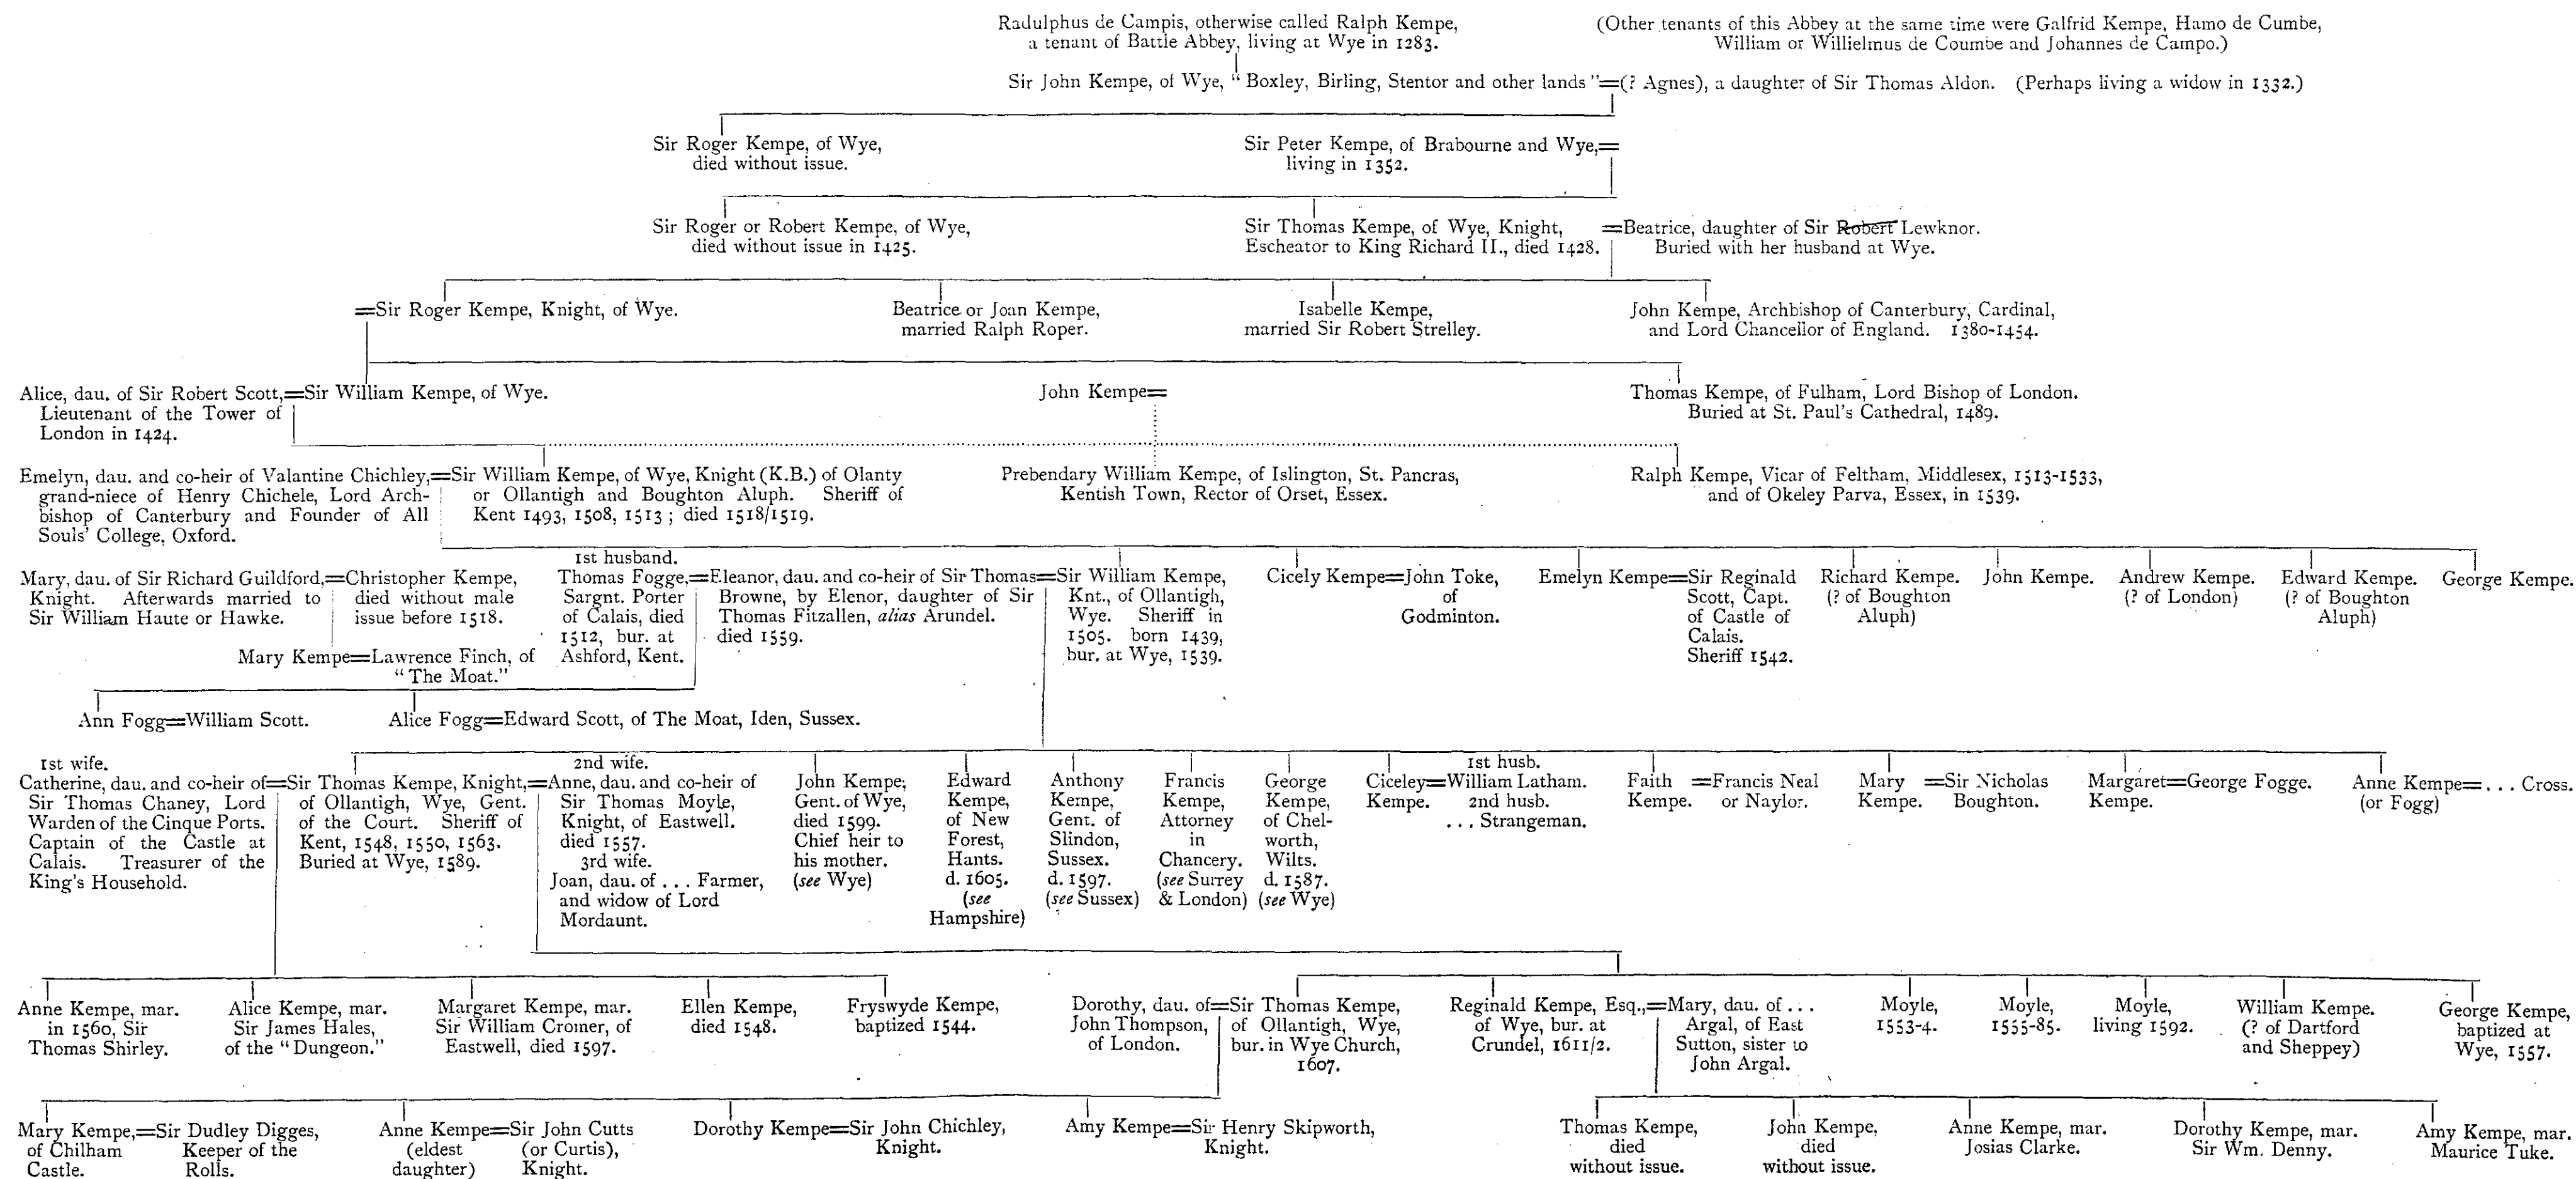 Radulphus de Campis, otherwise called Ralph Kempe,
a tenant of Battle Abbey, living at Wye in 1283.
(Other tenants of this Abbey at the same time were Galfrid Kempe, Hamo de Cumbe,
William or Willielmus de Coumbe and Johannes de Campo.)
Sir John Kempe, of Wye, “ Boxley, Birling, Stentor and other lands ”=(? Agnes), a daughter of Sir Thomas Aldon. (Perhaps living a widow in 1332.)
Sir Roger Kempe, of Wye,
died without issue.
Sir Peter Kempe, of Brabourne and Wye,=
living in 1352.
Sir Roger or Robert Kempe, of Wye,
died without issue in 1425.
Sir Thomas Kempe, of Wye, Knight,
Escheator to King Richard II., died 1428.
=Beatrice, daughter of Sir Robert Lewknor.
Buried with her husband at Wye.
=Sir Roger Kempe, Knight, of Wye.
Beatrice or Joan Kempe,
married Ralph Roper.
Isabelle Kempe,
married Sir Robert Strelley.
John Kempe, Archbishop of Canterbury, Cardinal,
and Lord Chancellor of England. 1380-1454.
Alice, dau. of Sir Robert Scott,=Sir William Kempe, of Wye.
Lieutenant of the Tower of
London in 1424.
John Kempe=
Thomas Kempe, of Fulham, Lord Bishop of London.
Buried at St. Paul's Cathedral, 1489.
Emelyn, dau. and co-heir of Valantine Chichley,=Sir William Kempe, of Wye, Knight (K.B.) of Olanty
grand-niece of Henry Chichele, Lord Arch-
bishop of Canterbury and Founder of All
Souls' College, Oxford.
or Ollantigh and Boughton Aluph. Sheriff of
Kent 1493, 1508, 1513 ; died 1518/1519.
Prebendary William Kempe, of Islington, St. Pancras,
Kentish Town, Rector of Orset, Essex.
Ralph Kempe, Vicar of Feltham, Middlesex, 1513-1533,
and of Okeley Parva, Essex, in 1539.
Mary, dau. of Sir Richard Guildford,=Christopher Kempe,
Knight. Afterwards married to
Sir William Haute or Hawke.
died without male
issue before 1518.
Mary Kempe=Lawrence Finch, of
“The Moat.”
1st husband.
Thomas Fogge,=Eleanor, dau. and co-heir of Sir Thomas=Sir William Kempe,
Sargnt. Porter
of Calais, died
1512, bur. at
Ashford, Kent.
Browne, by Elenor, daughter of Sir
Thomas Fitzallen, alias Arundel.
died 1559.
Knt., of Ollantigh,
Wye. Sheriff in
1505. born 1439,
bur. at Wye, 1539.
Cicely Kempe=John Toke,
of
Godminton.
Emelyn Kempe=Sir Reginald
Scott, Capt.
of Castle of
Calais.
Sheriff 1542.
Richard Kempe.
(? of Boughton
Aluph)
John Kempe.
Andrew Kempe.
(? of London)
Edward Kempe.
(? of Boughton
Aluph)
George Kempe.
Ann Fogg=William Scott.
Alice Fogg=Edward Scott, of The Moat, Iden, Sussex.
1st wife.
Catherine, dau. and co-heir of=Sir Thomas Kempe, Knight,=Anne, dau. and co-heir of
Sir Thomas Chaney, Lord
Warden of the Cinque Ports.
Captain of the Castle at
Calais. Treasurer of the
King's Household.
of Ollantigh, Wye, Gent.
of the Court. Sheriff of
Kent, 1548, 1550, 1563.
Buried at Wye, 1589.
2nd wife.
Sir Thomas Moyle,
Knight, of Eastwell.
died 1557.
3rd wife.
Joan, dau. of ... Farmer,
and widow of Lord
Mordaunt.
John Kempe,
Gent. of Wye,
died 1599.
Chief heir to
his mother.
(see Wye)
Edward
Kempe,
of New
Forest,
Hants.
d. 1605.
(see
Hampshire)
Anthony
Kempe,
Gent. of
Slindon,
Sussex.
d. 1597.
(see Sussex)
Francis
Kempe,
Attorney
in
Chancery.
(see Surrey
& London)
George
Kempe,
of Chel-
worth,
Wilts.
d. 1587.
(see Wye)
1st husb.
Ciceley=William Latham.
Kempe. 2nd husb.
... Strangeman.
Faith =Francis Neal
Kempe. or Naylor.
Mary =Sir Nicholas
Kempe. Boughton.
Margaret=George Fogge.
Kempe.
Anne Kempe=... Cross.
(or Fogg)
Anne Kempe, mar.
in 1560, Sir
Thomas Shirley.
Alice Kempe, mar.
Sir James Hales,
of the “Dungeon.”
Margaret Kempe, mar.
Sir William Cromer, of
Eastwell, died 1597.
Ellen Kempe,
died 1548.
Fryswyde Kempe,
baptized 1544.
Dorothy, dau. of=Sir Thomas Kempe,
John Thompson,
of London.
of Ollantigh, Wye,
bur. in Wye Church,
1607.
Reginald Kempe, Esq.,=Mary, dau. of ...
of Wye, bur. at
Crundel, 1611/2.
Argal, of East
Sutton, sister to
John Argal.
Moyle,
1553-4.
Moyle,
1555-85.
Moyle,
living 1592.
William Kempe.
(? of Dartford
and Sheppey)
George Kempe,
baptized at
Wye, 1557.
Mary Kempe,=Sir Dudley Digges,
of Chilham
Castle.
Keeper of the
Rolls.
Anne Kempe=Sir John Cutts
(eldest
daughter)
(or Curtis),
Knight.
Dorothy Kempe=Sir John Chichley,
Knight.
Amy Kempe=Sir Henry Skipworth,
Knight.
Thomas Kempe,
died
without issue.
John Kempe,
died
without issue.
Anne Kempe, mar.
Josias Clarke.
Dorothy Kempe, mar.
Sir Wm. Denny.
Amy Kempe, mar.
Maurice Tuke.